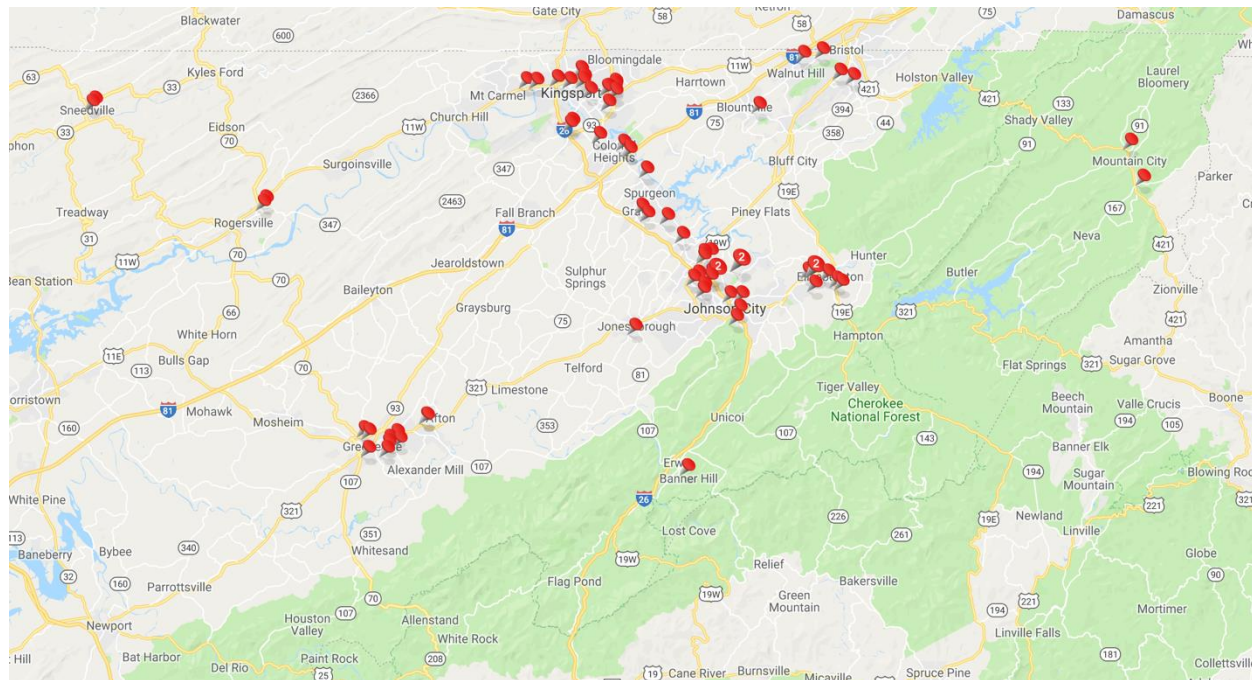 Blackwater
600
Kyles Ford
63
33
Sneedville
33
70
Eidson
70
Treadway
31
11W
Bean Station
Rogersville
347
70
70
66
Surgoinsville
2366
11W
Church Hill
Mt Carmel
Gate City
58
Bloomingdale
Kingsport
26
93
Heights
347
2463
Fall Branch
81
Spurgeon
Harrtown
11W
81
75
Ketron
58
81
Bristol
Walnut Hill
421
Blountville
394
358
44
Bluff City
19E
Piney Flats
19W
75
Damascus
Holston Valley
421
133
Laurel
Bloomery
Shady Valley
91
91
Mountain City
Parker
167
Neva
421
Zionville
421
Amantha
Sugar Grove
Butler
Hunter
321
19E
Hampton
Flat Springs
321
Boone
Jearoldstown
Sulphur
Springs
Baileyton
Graysburg
75
White Horn
11E
Bulls Gap
113
70
81
Mohawk
Mosheim
160
93
321
Limestone
Telford
Jonesborough
Johnson City
81
353
107
107
Alexander Mill
107
Unicoi
107
Tiger Valley
Cherokee
National Forest
143
Beech
Mountain
Valle Crucis
194
105
Banner Elk
194
Sugar
Mountain
Blowing Rock
221
321
Banner Hill
26
Lost Cove
226
261
19E
Newland
Linville
White Pine
321
113
Baneberry
Bybee
340
351
Whitesand
32
160
Parrottsville
70
Flag Pond
19W
Relief
Bakersville
Globe
90
Newport
107
Houston
Valley
Allenstand
19W
Green
Mountain
194
221
Mortimer
White Rock
Linville Falls
Bat Harbor
Del Rio
Paint Rock
25
208
19
Cane River
Burnsville
Micaville
Spruce Pine
181
Collettsville